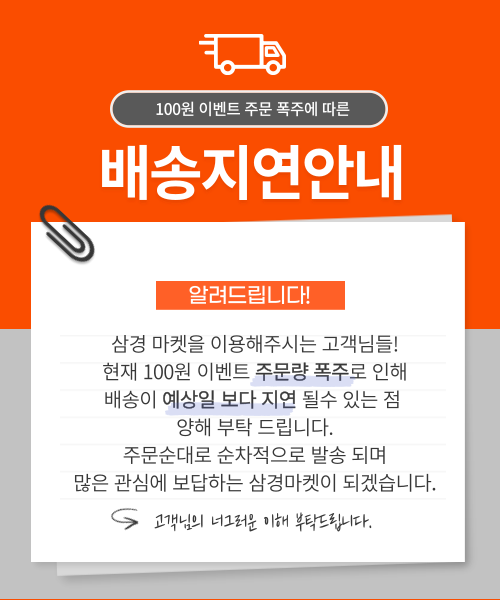 100원 이벤트 주문 폭주에 따른
배송지연안내
알려드립니다!
삼경 마켓을 이용해주시는 고객님들!
현재 100원 이벤트 주문량 폭주로 인해
배송이 예상일 보다 지연 될수 있는 점
양해 부탁 드립니다.
주문순대로 순차적으로 발송 되며
많은 관심에 보답하는 삼경마켓이 되겠습니다.
고객님의 너그러운 이해 부탁드립니다.